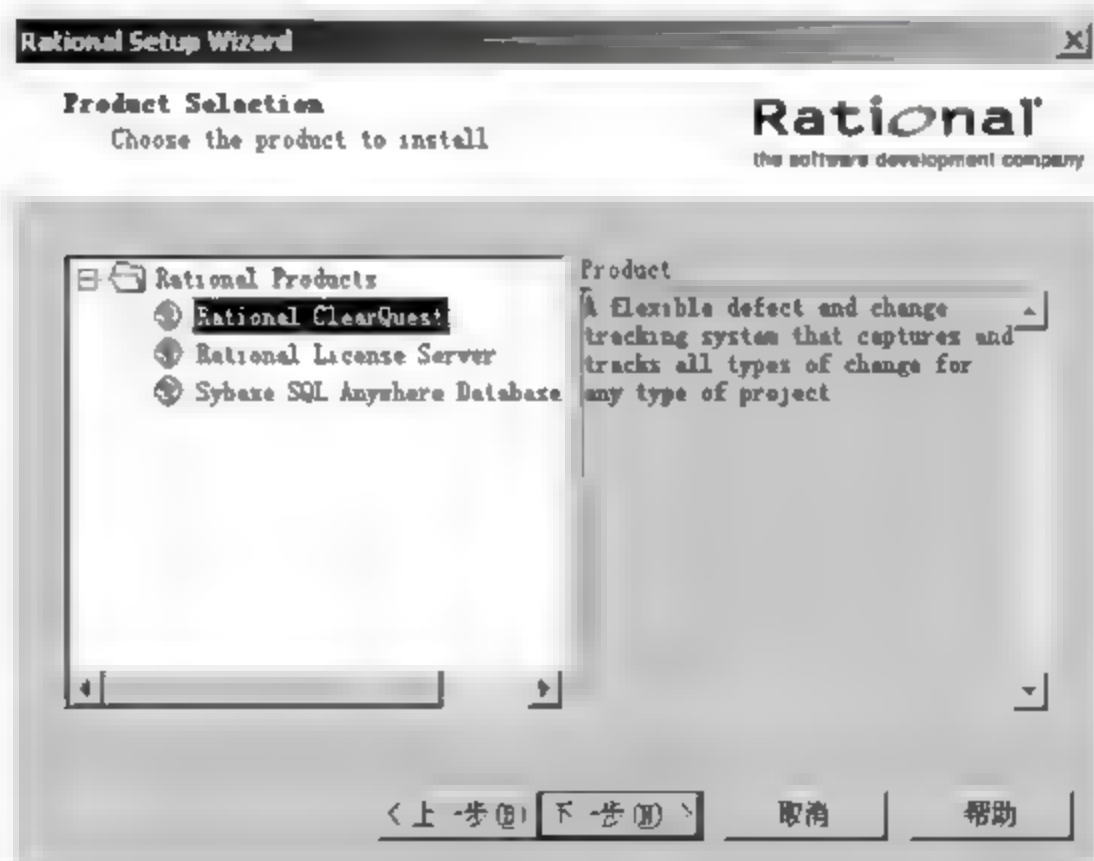 Rational Setup Wizard
Product Selection
Choose the product to install
Rational
the software development company
Rational Products
Rational ClearQuest
Rational License Server
Sybase SQL Anywhere Database
Product
A flexible defect and change
tracking system that captures and
tracks all types of change for
any type of project
<上一步(B) 下一步(N)> 取消 帮助